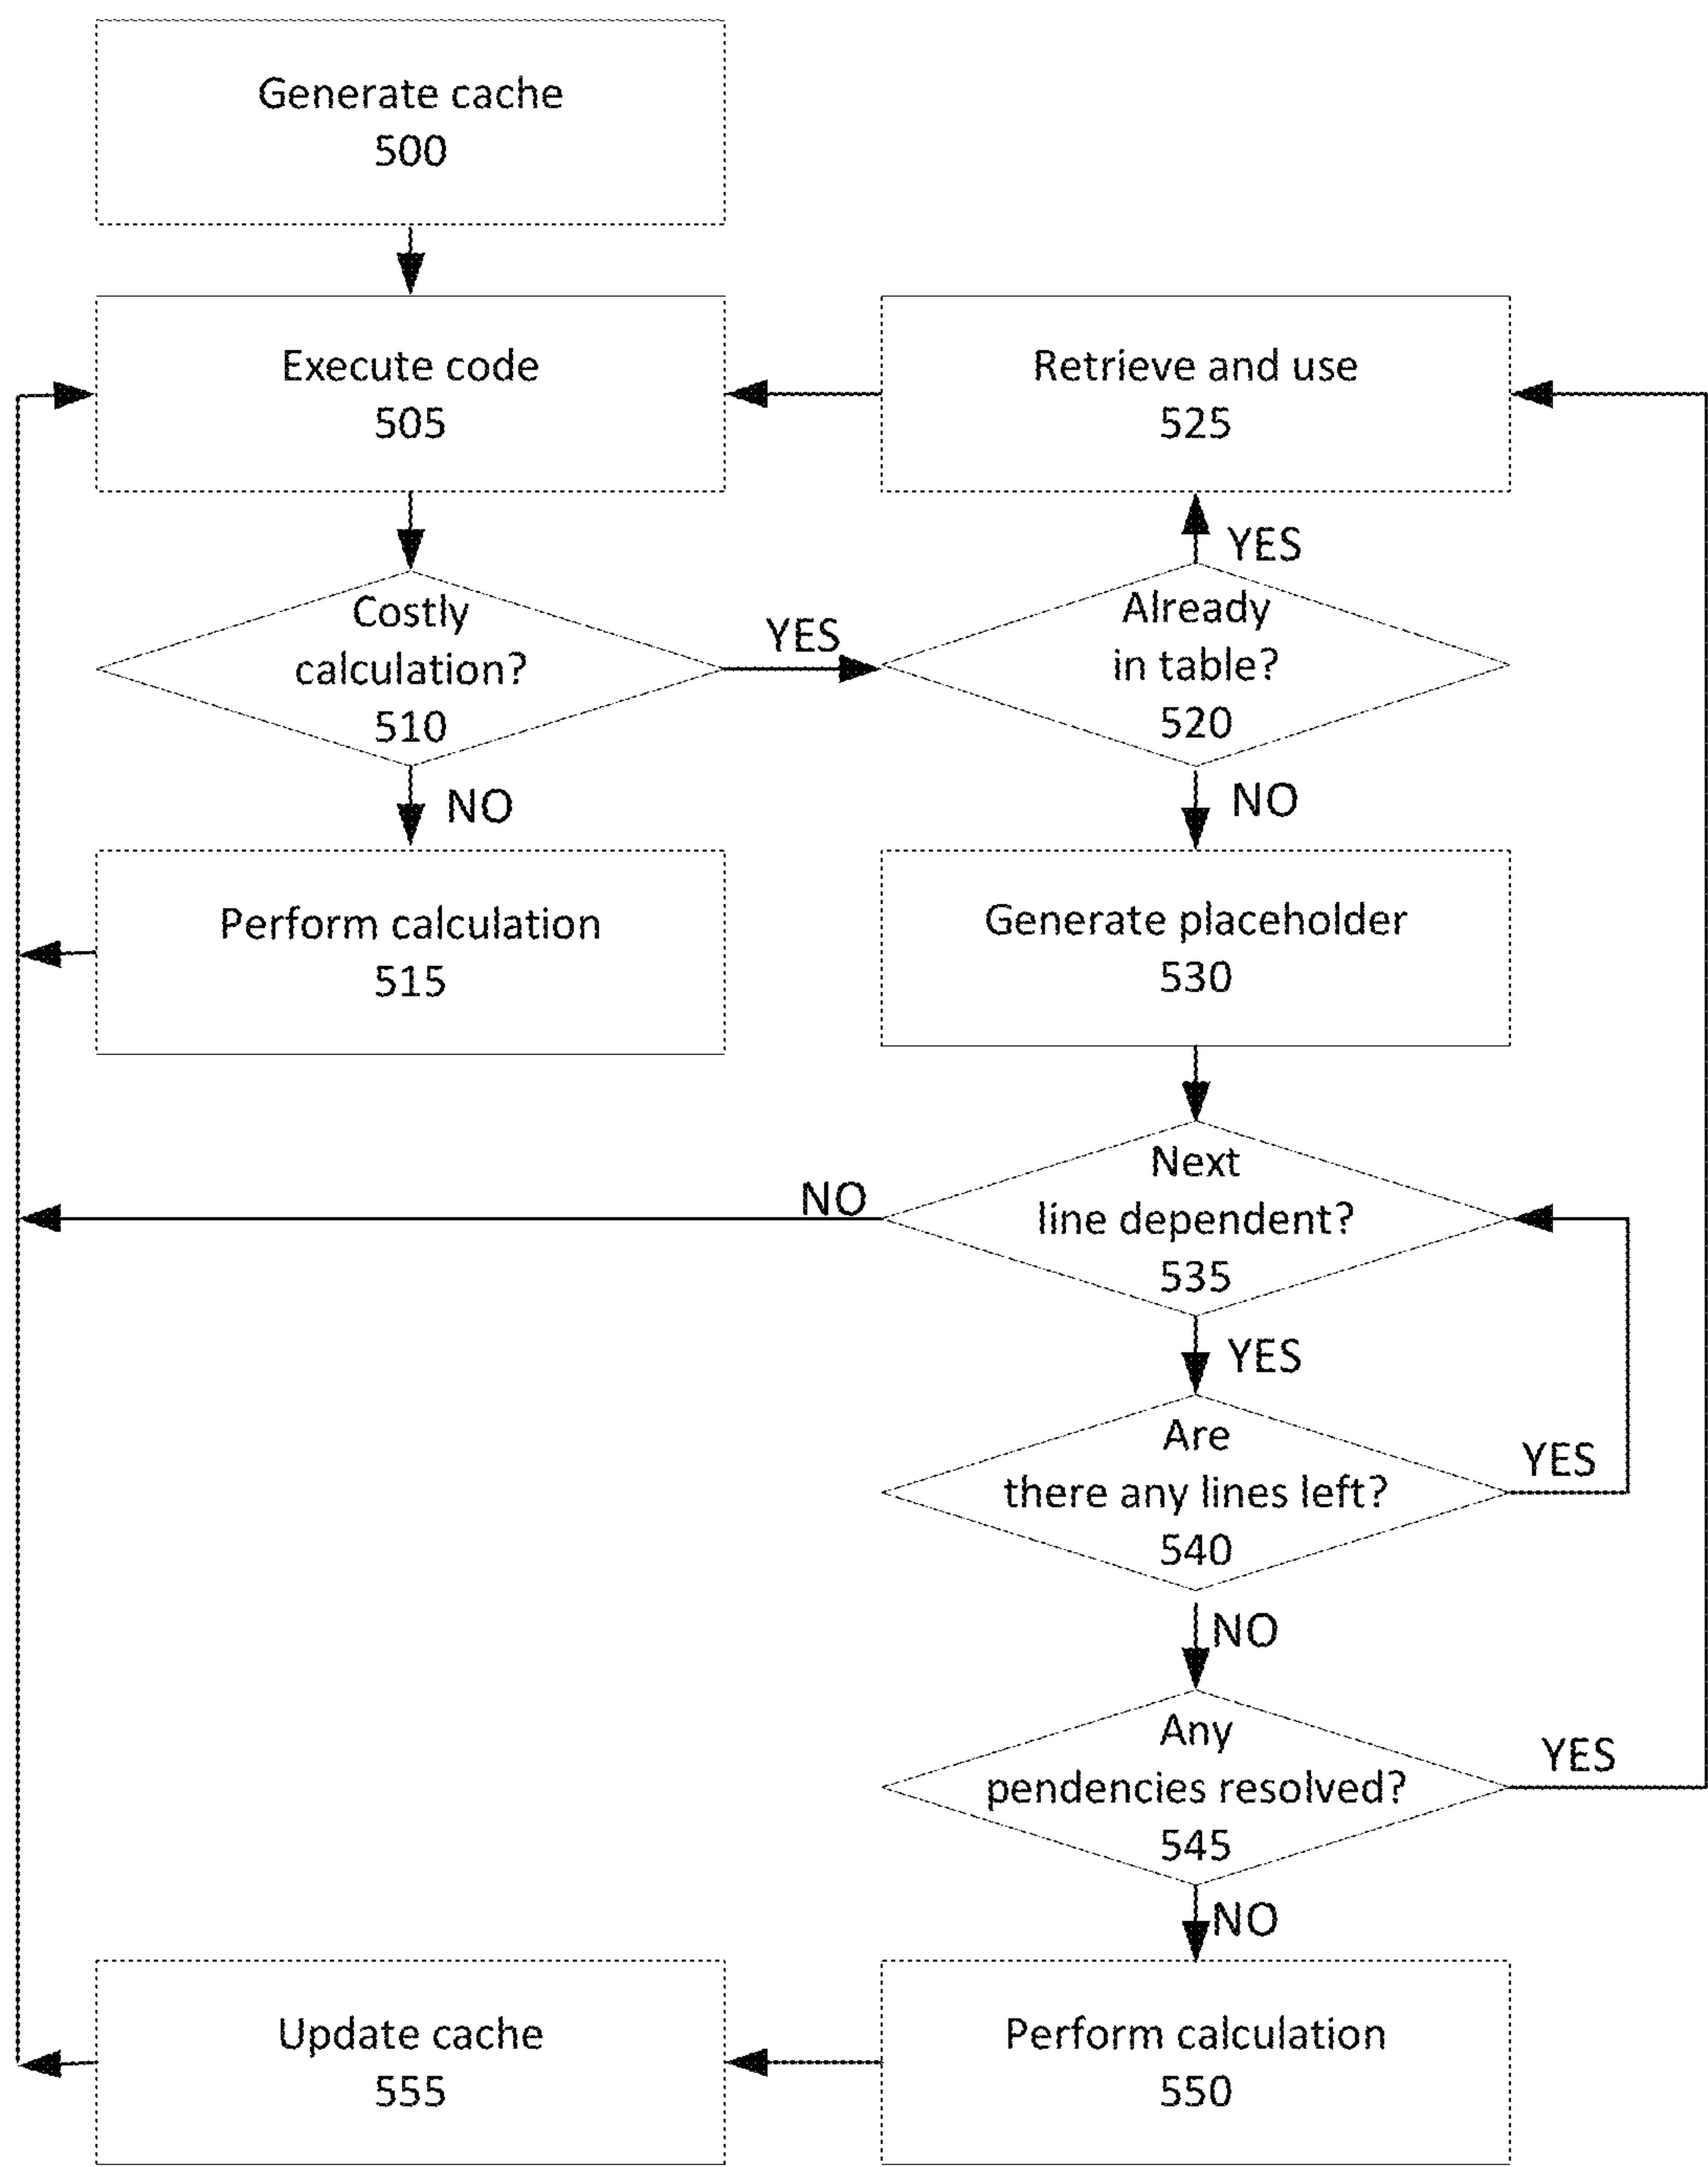 Generate cache
500
Execute code
505
Retrieve and use
525
YES
Costly
calculation?
510
YES
Already
in table?
520
NO
NO
Perform calculation
515
Generate placeholder
530
NO
Next
line dependent?
535
YES
Are
there any lines left?
540
YES
NO
Any
pendencies resolved?
545
YES
NO
Update cache
555
Perform calculation
550